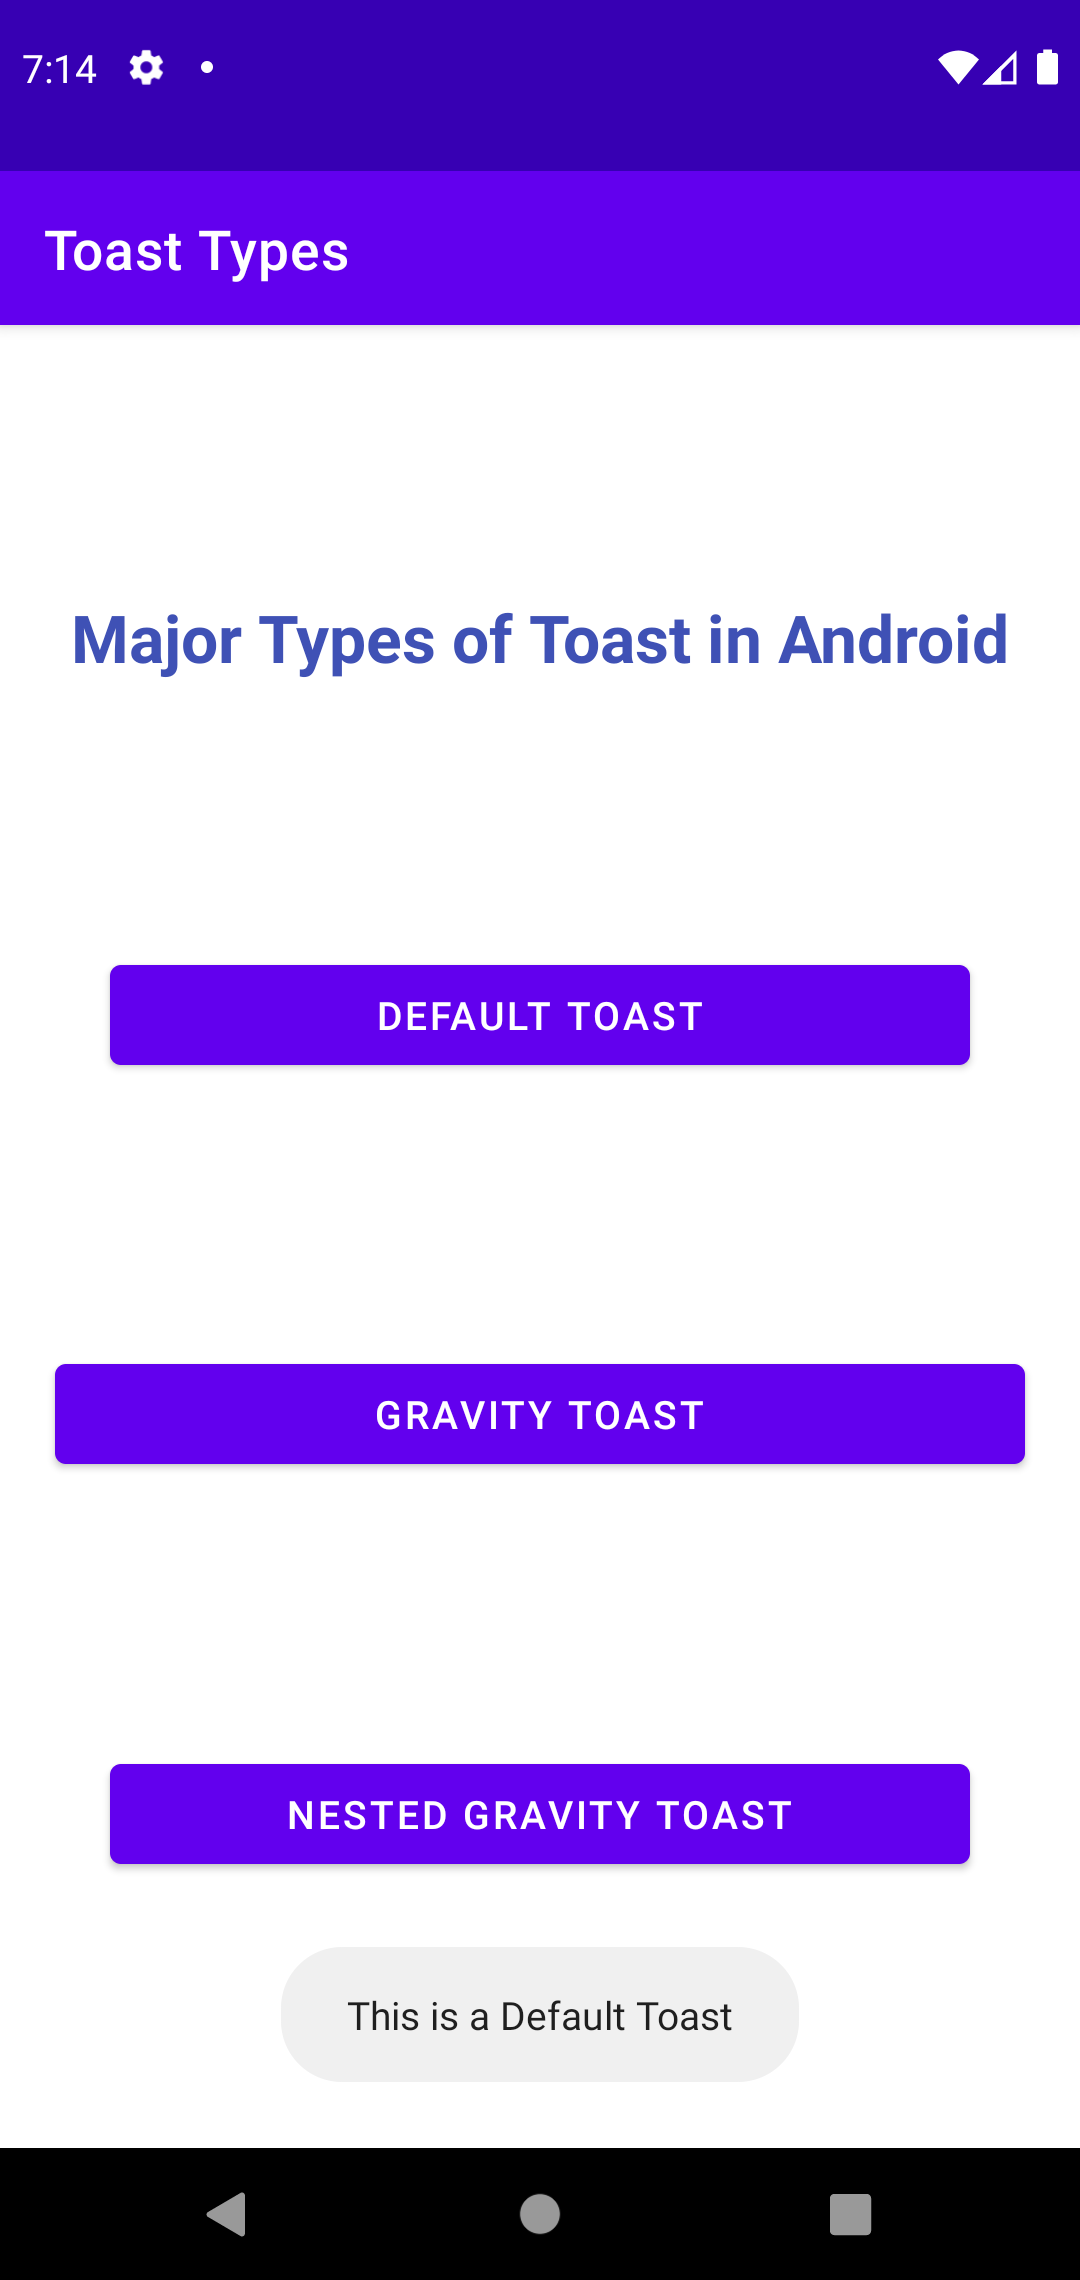 7:14
Toast Types
Major Types of Toast in Android
DEFAULT TOAST
GRAVITY TOAST
NESTED GRAVITY TOAST
This is a Default Toast